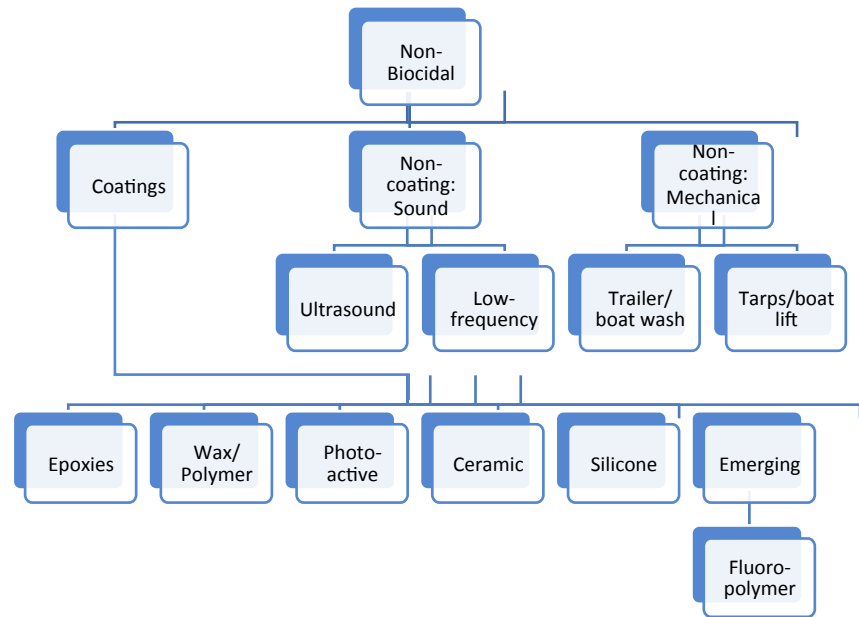 Non-
Biocidal
Coatings
Non-
coating:
Sound
Non-
coating:
Mechanica
l
Ultrasound
Low-
frequency
Trailer/
boat wash
Tarps/boat
lift
Epoxies
Wax/
Polymer
Photo-
active
Ceramic
Silicone
Emerging
Fluoro-
polymer